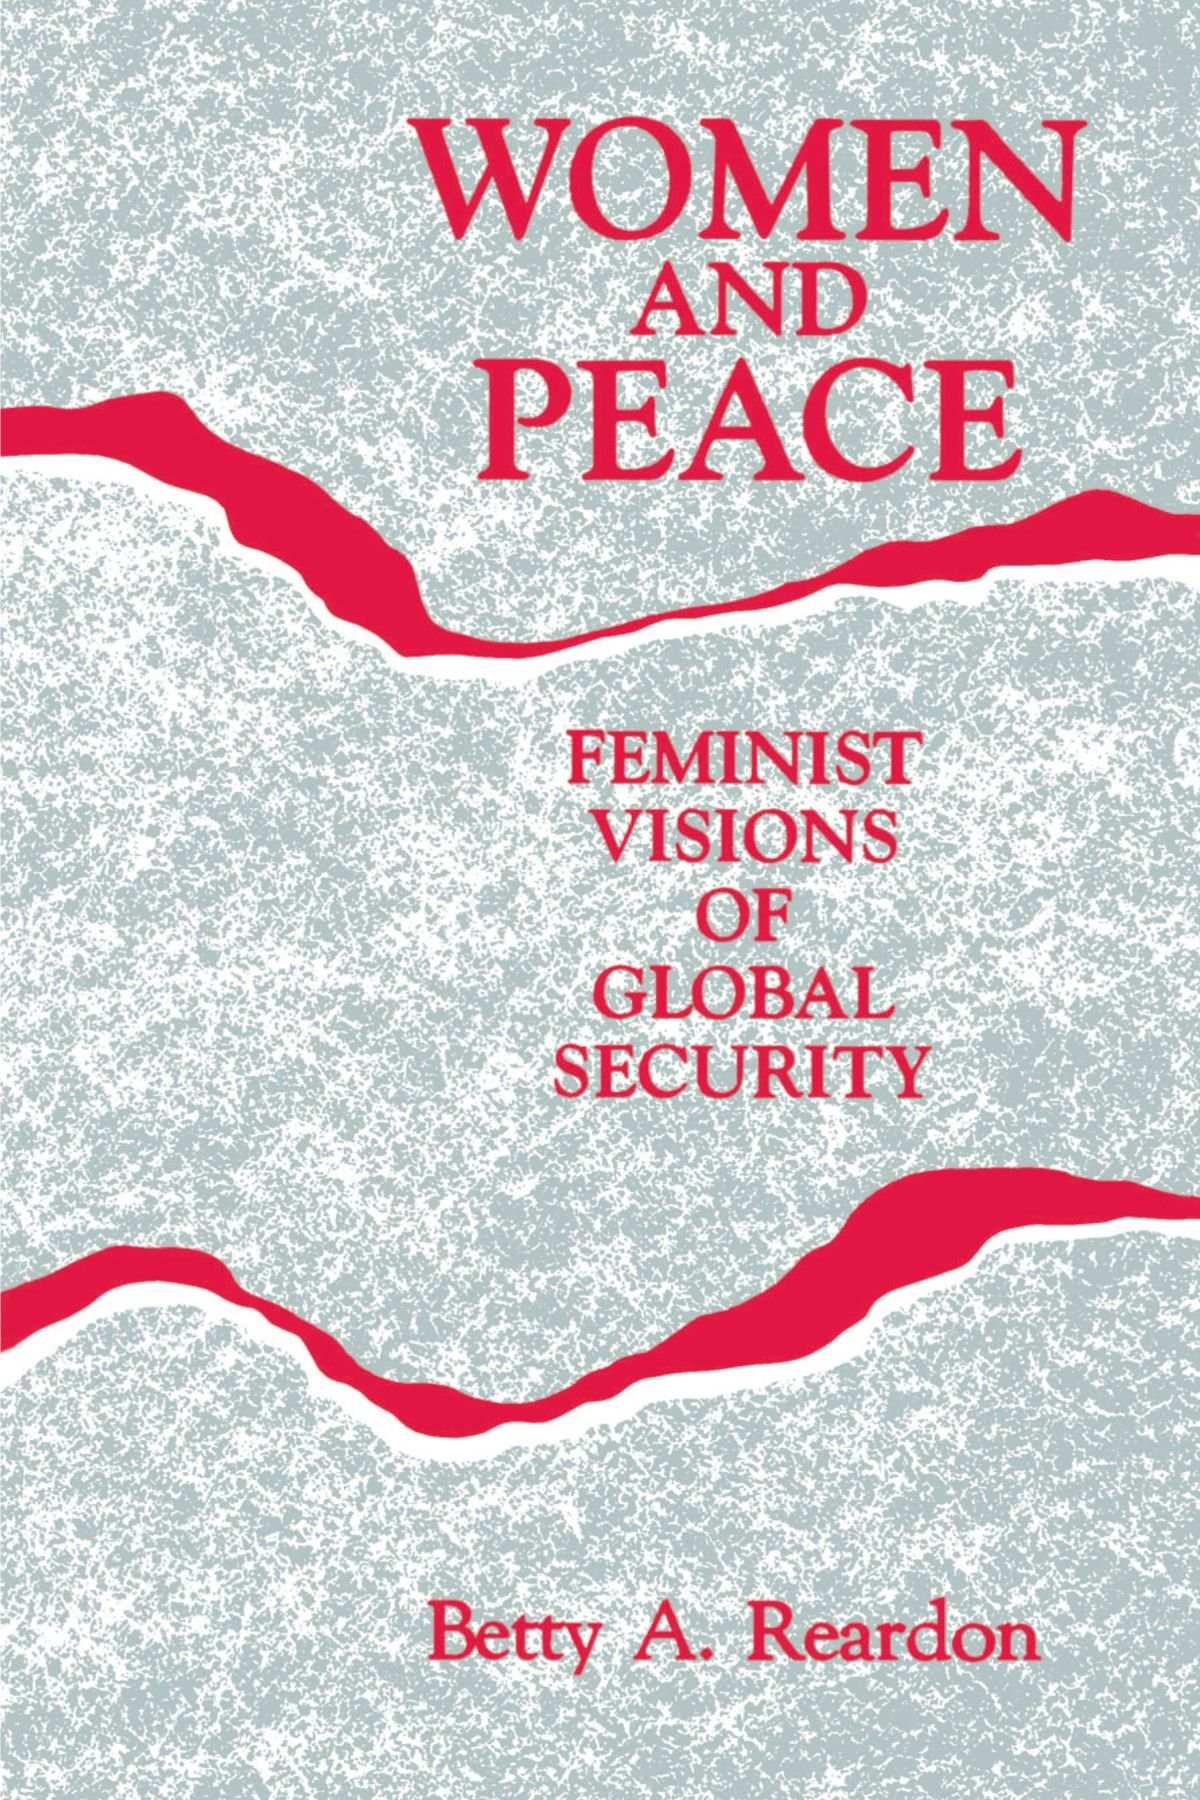 WOMEN
AND
PEACE
FEMINIST
VISIONS
OF
GLOBAL
SECURITY
Betty A. Reardon